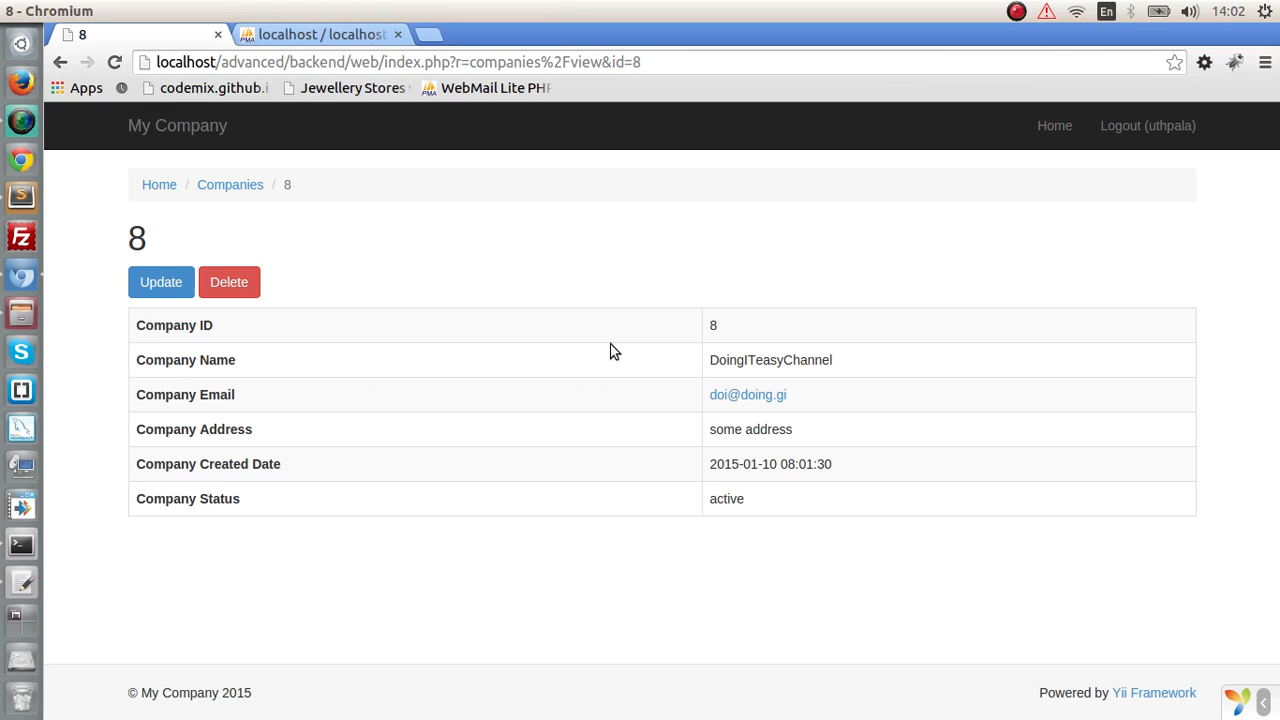 8 - Chromium
En
14:02
8
localhost / localhost
localhost/advanced/backend/web/index.php?r=companies%2Fview&id=8
Apps
codemix.github.i
Jewellery Stores
WebMail Lite PHP
My Company
Home
Logout (uthpala)
Home / Companies / 8
8
Update
Delete
Company ID 8
Company Name DoingITeasyChannel
Company Email doi@doing.gi
Company Address some address
Company Created Date 2015-01-10 08:01:30
Company Status active
© My Company 2015
Powered by Yii Framework